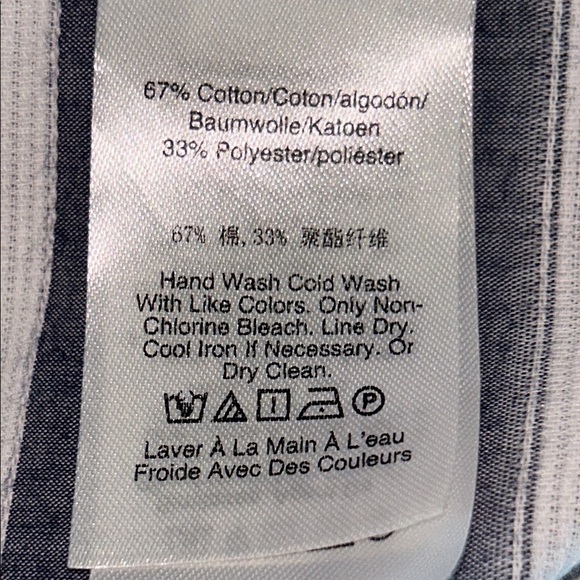 67% Cotton/Coton/algodón/
Baumwolle/Katoen
33% Polyester/poliéster
67% 棉, 33% 聚酯纤维
Hand Wash Cold Wash
With Like Colors. Only Non-
Chlorine Bleach. Line Dry.
Cool Iron If Necessary. Or
Dry Clean.
P
Laver À La Main À L'eau
Froide Avec Des Couleurs